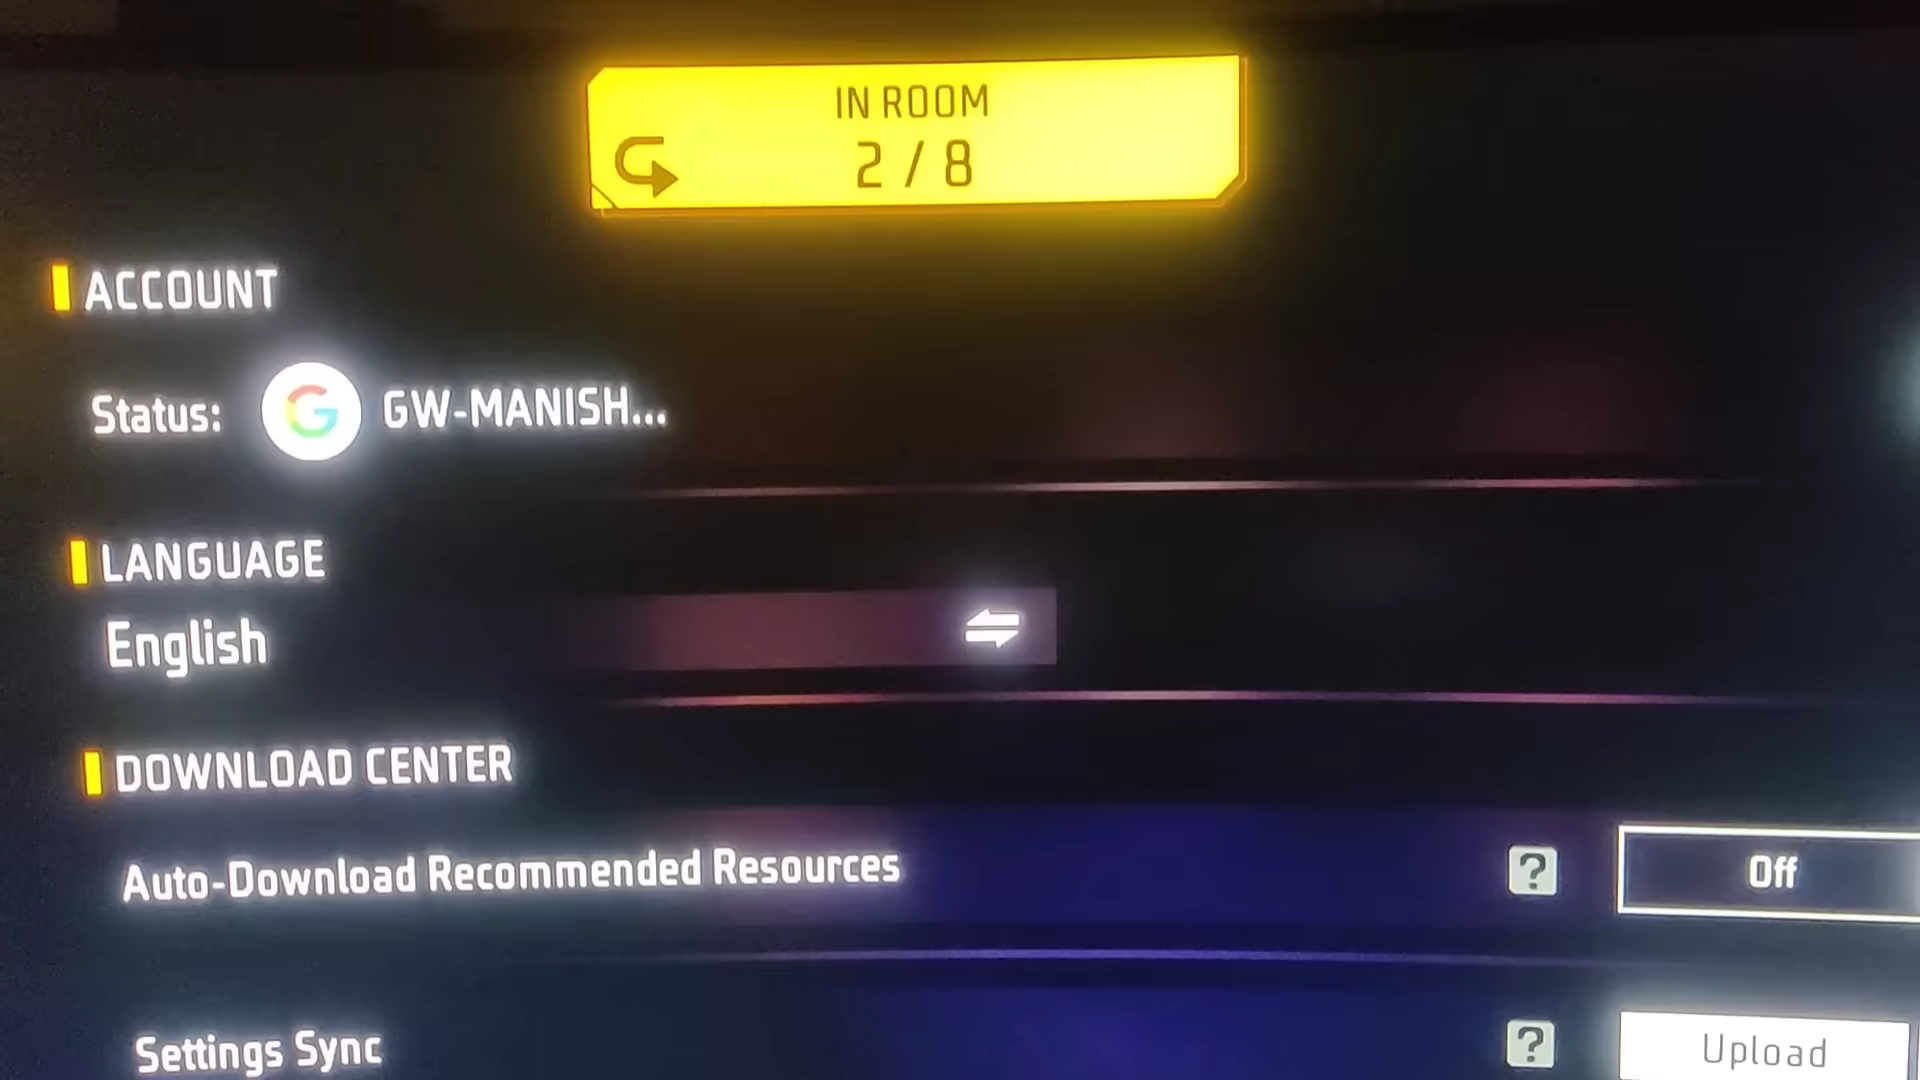 IN ROOM
2 / 8
ACCOUNT
Status: GW-MANISH...
LANGUAGE
English
DOWNLOAD CENTER
Auto-Download Recommended Resources ? Off
Settings Sync ? Upload